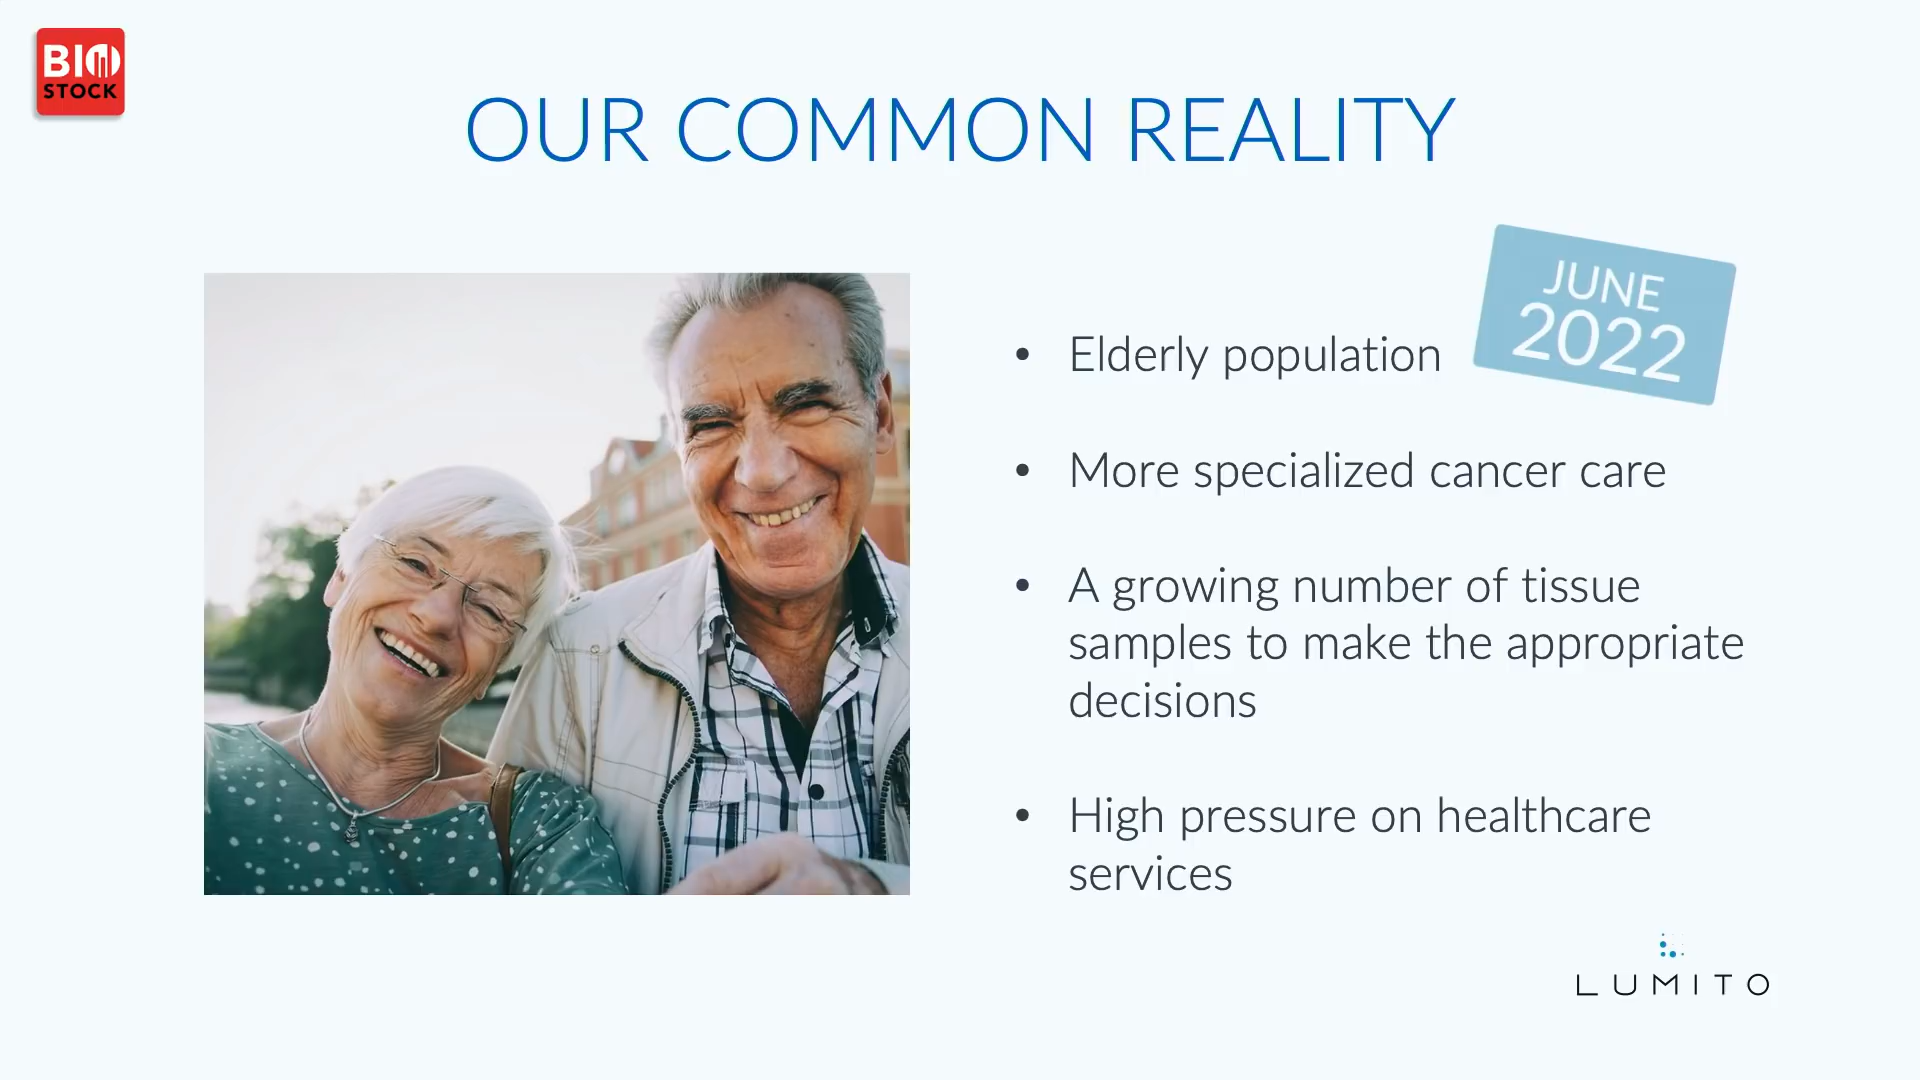 BIO
STOCK
OUR COMMON REALITY
JUNE
2022
• Elderly population
• More specialized cancer care
• A growing number of tissue
samples to make the appropriate
decisions
• High pressure on healthcare
services
LUMITO